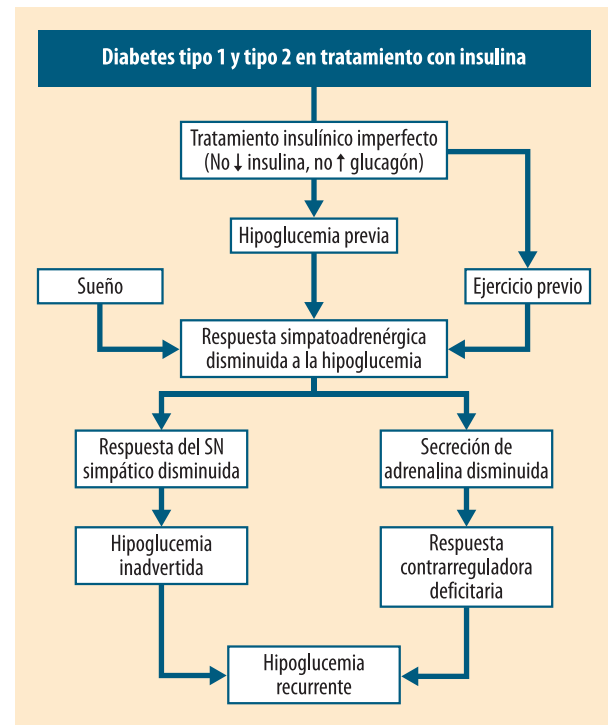 Diabetes tipo 1 y tipo 2 en tratamiento con insulina
Tratamiento insulínico imperfecto
(No ↓ insulina, no ↑ glucagón)
Hipoglucemia previa
Sueño
Ejercicio previo
Respuesta simpatoadrenérgica
disminuida a la hipoglucemia
Respuesta del SN
simpático disminuida
Secreción de
adrenalina disminuida
Hipoglucemia
inadvertida
Respuesta
contrarreguladora
deficitaria
Hipoglucemia
recurrente